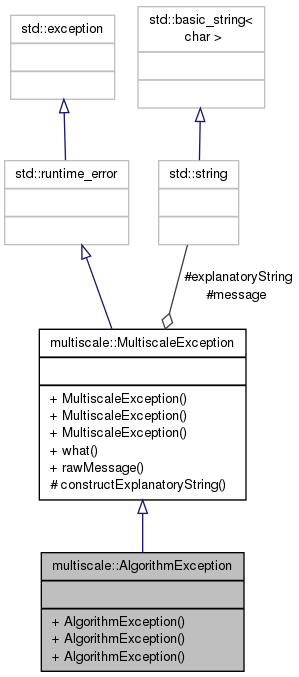 std::exception
std::basic_string<
char >
std::runtime_error
std::string
#explanatoryString
#message
multiscale::MultiscaleException
+ MultiscaleException()
+ MultiscaleException()
+ MultiscaleException()
+ what()
+ rawMessage()
# constructExplanatoryString()
multiscale::AlgorithmException
+ AlgorithmException()
+ AlgorithmException()
+ AlgorithmException()